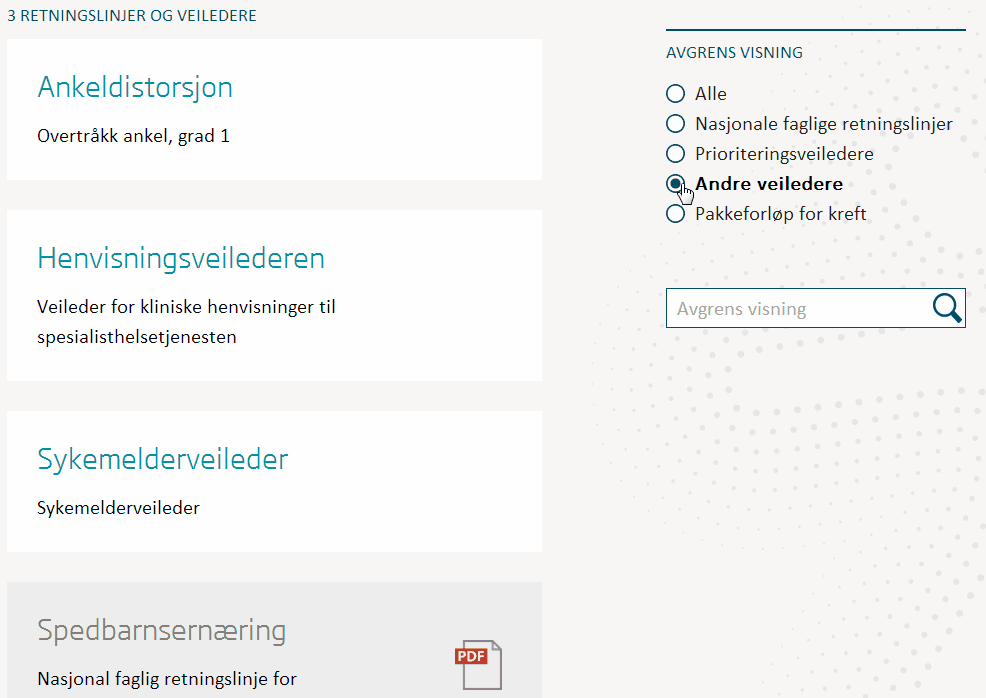 3 RETNINGSLINJER OG VEILEDERE
Ankeldistorsjon
Overtråkk ankel, grad 1
Henvisningsveilederen
Veileder for kliniske henvisninger til
spesialisthelsetjenesten
Sykemelderveileder
Sykemelderveileder
Spedbarnsernæring
Nasjonal faglig retningslinje for
PDF
AVGRENS VISNING
Alle
Nasjonale faglige retningslinjer
Prioriteringsveiledere
Andre veiledere
Pakkeforløp for kreft
Avgrens visning